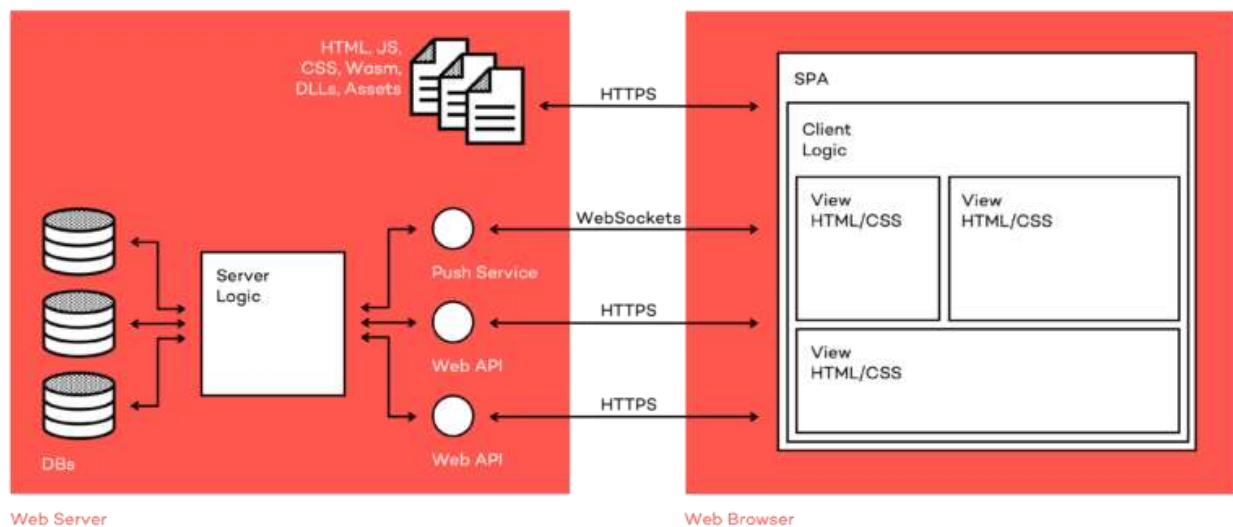 HTML, JS,
CSS, Wasm,
DLLs, Assets
HTTPS
SPA
Client
Logic
View
HTML/CSS
View
HTML/CSS
WebSockets
Push Service
Server
Logic
HTTPS
Web API
View
HTML/CSS
HTTPS
Web API
DBs
Web Server
Web Browser